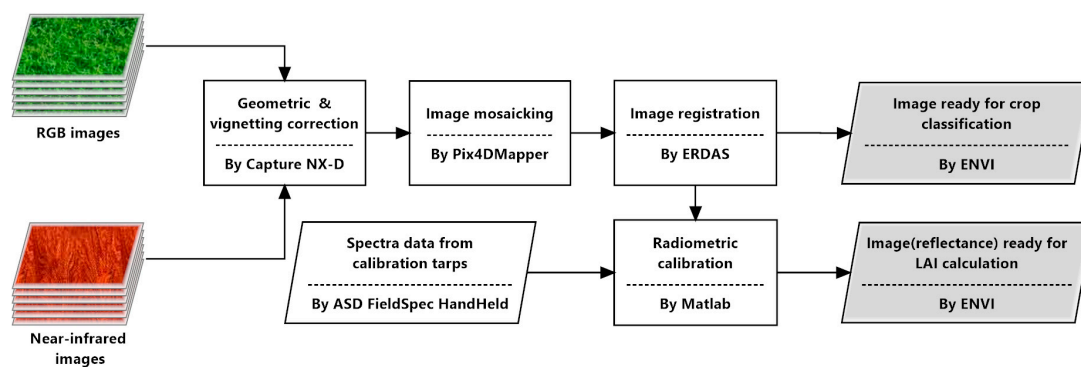 RGB images
Geometric & 
vignetting correction
By Capture NX-D
Image mosaicking
By Pix4DMapper
Image registration
By ERDAS
Image ready for crop
classification
By ENVI
Near-infrared
images
Spectra data from
calibration tarps
By ASD FieldSpec HandHeld
Radiometric
calibration
By Matlab
Image(reflectance) ready for
LAI calculation
By ENVI